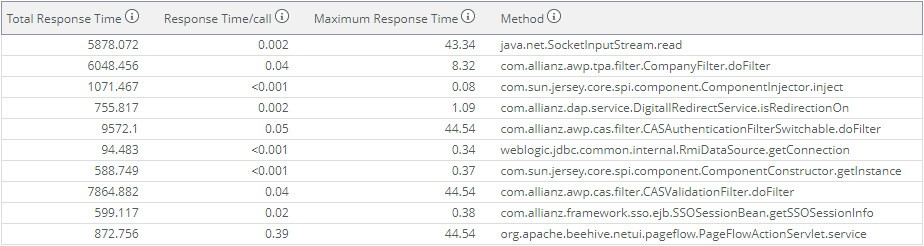 Total Response Time Response Time/call Maximum Response Time Method
5878.072 0.002 43.34 java.net.SocketInputStream.read
6048.456 0.04 8.32 com.allianz.awp.tpa.filter.CompanyFilter.doFilter
1071.467 <0.001 0.08 com.sun.jersey.core.spi.component.ComponentInjector.inject
755.817 0.002 1.09 com.allianz.dap.service.DigitallRedirectService.isRedirectionOn
9572.1 0.05 44.54 com.allianz.awp.cas.filter.CASAuthenticationFilterSwitchable.doFilter
94.483 <0.001 0.34 weblogic.jdbc.common.internal.RmiDataSource.getConnection
588.749 <0.001 0.37 com.sun.jersey.core.spi.component.ComponentConstructor.getInstance
7864.882 0.04 44.54 com.allianz.awp.cas.filter.CASValidationFilter.doFilter
599.117 0.02 0.38 com.allianz.framework.sso.ejb.SSOSessionBean.getSSOSessionInfo
872.756 0.39 44.54 org.apache.beehive.netui.pageflow.PageFlowActionServlet.service